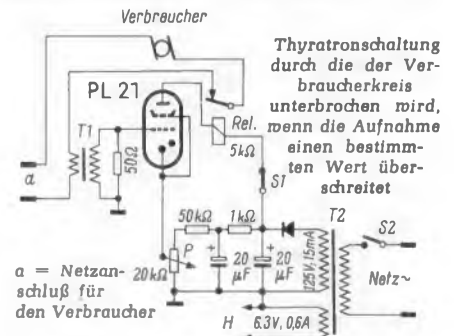 Verbraucher
Thyratronschaltung
durch die der Ver-
braucherkreis
unterbrochen wird,
wenn die Aufnahme
einen bestimm-
ten Wert über-
schreitet
PL 21
Rel.
5kΩ
T1
a
50Ω
S1
50kΩ
1kΩ
T2
S2
P
20kΩ
+
20
µF
+
20
µF
125V, 15mA
Netz~
a = Netzan-
schluß für
den Verbraucher
H
6.3V, 0,6A